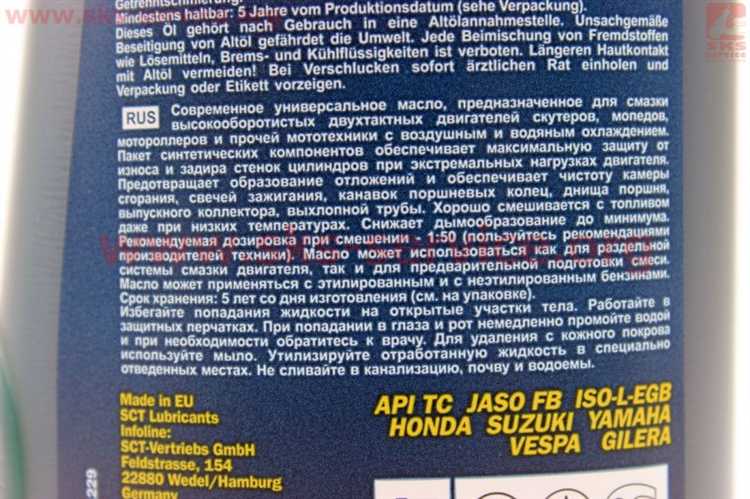 Getrenntschmierung.
Mindestens haltbar: 5 Jahre vom Produktionsdatum (sehe Verpackung).
Dieses Öl gehört nach Gebrauch in eine Altölannahmestelle. Unsachgemäße
Beseitigung von Altöl gefährdet die Umwelt. Jede Beimischung von Fremdstoffen
wie Lösemitteln, Brems- und Kühlflüssigkeiten ist verboten. Längeren Hautkontakt
mit Altöl vermeiden! Bei Verschlucken sofort ärztlichen Rat einholen und
Verpackung oder Etikett vorzeigen.
RUS Современное универсальное масло, предназначенное для смазки
высокооборотистых двухтактных двигателей скутеров, мопедов,
мотороллеров и прочей мототехники с воздушным и водяным охлаждением.
Пакет синтетических компонентов обеспечивает максимальную защиту от
износа и задира стенок цилиндров при экстремальных нагрузках двигателя.
Предотвращает образование отложений и обеспечивает чистоту камеры
сгорания, свечей зажигания, канавок поршневых колец, днища поршня,
выпускного коллектора, выхлопной трубы. Хорошо смешивается с топливом
даже при низких температурах. Снижает дымообразование до минимума.
Рекомендуемая дозировка при смешении - 1:50 (пользуйтесь рекомендациями
производителей техники). Масло может использоваться как для раздельной
системы смазки двигателя, так и для предварительной подготовки смеси.
Масло может применяться с этилированным и с неэтилированным бензинами.
Срок хранения: 5 лет со дня изготовления (см. на упаковке).
Избегайте попадания жидкости на открытые участки тела. Работайте в
защитных перчатках. При попадании в глаза и рот немедленно промойте водой
и при необходимости обратитесь к врачу. Для удаления с кожного покрова
используйте мыло. Утилизируйте отработанную жидкость в специально
отведенных местах. Не сливайте в канализацию, почву и водоемы.
Made in EU
SCT Lubricants
Infoline:
SCT-Vertriebs GmbH
Feldstrasse, 154
22880 Wedel/Hamburg
Germany
API TC JASO FB ISO-L-EGB
HONDA SUZUKI YAMAHA
VESPA GILERA
229
SKS
SERVICE